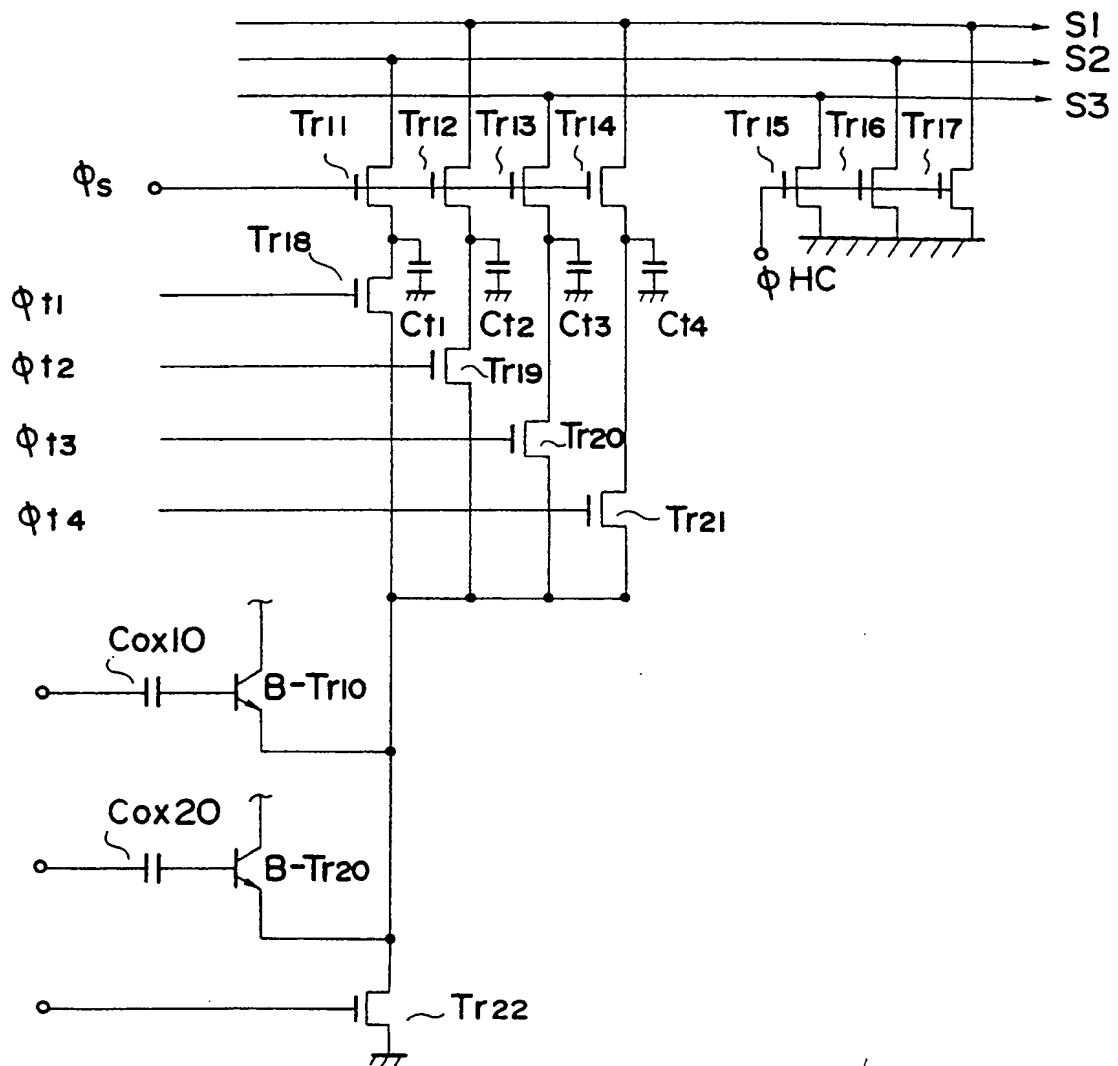 S1
S2
S3
Tr11 Tr12 Tr13 Tr14 Tr15 Tr16 Tr17
ϕs
Tr18
ϕHC
ϕt1
Ct1 Ct2 Ct3 Ct4
ϕt2
Tr19
ϕt3
Tr20
ϕt4
Tr21
Cox10
B-Tr10
Cox20
B-Tr20
Tr22